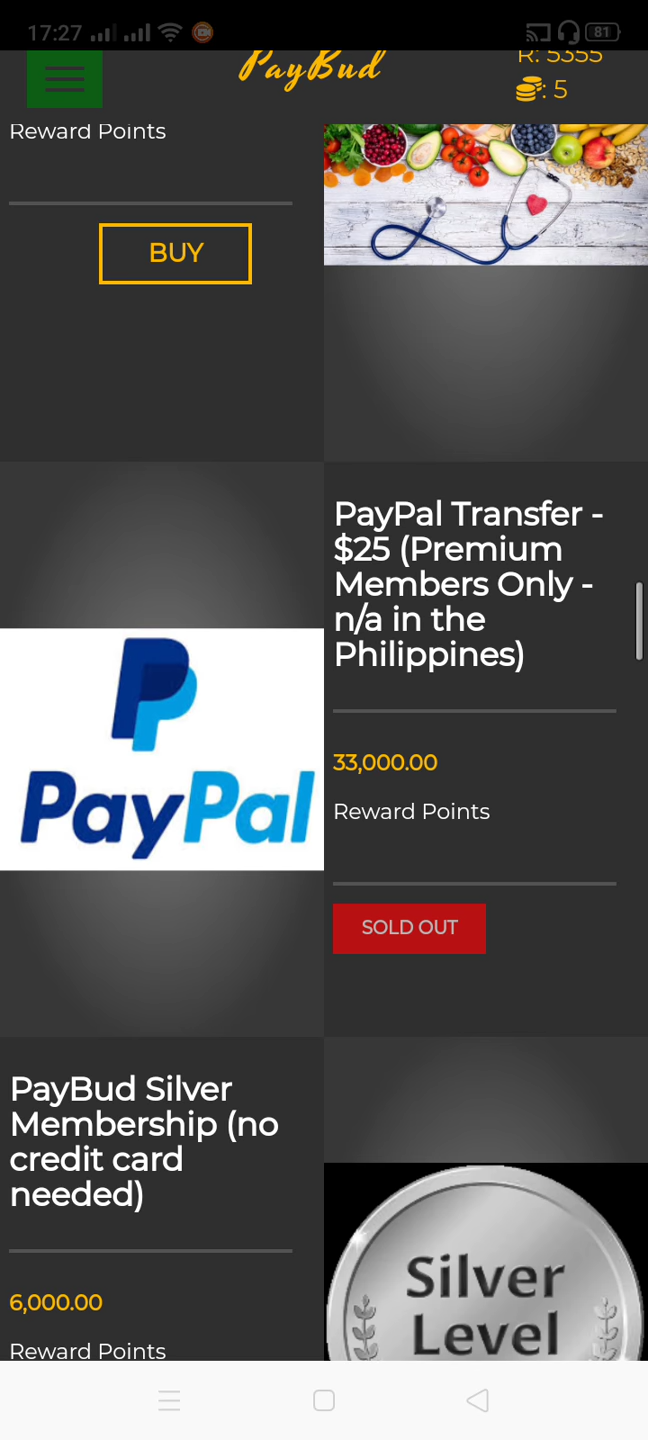 17:27
81
PayBud
R: 5355
: 5
Reward Points
BUY
PayPal Transfer -
$25 (Premium
Members Only -
n/a in the
Philippines)
PayPal
33,000.00
Reward Points
SOLD OUT
PayBud Silver
Membership (no
credit card
needed)
Silver
Level
6,000.00
Reward Points